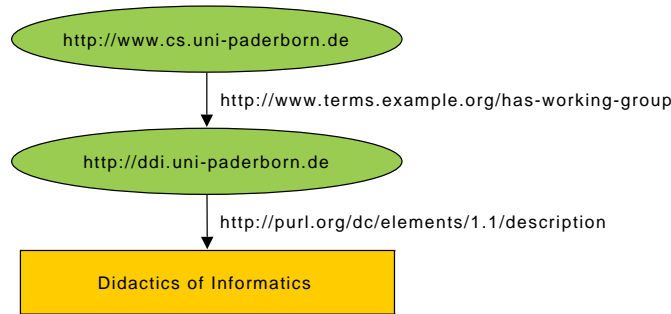 http://www.cs.uni-paderborn.de
http://www.terms.example.org/has-working-group
http://ddi.uni-paderborn.de
http://purl.org/dc/elements/1.1/description
Didactics of Informatics